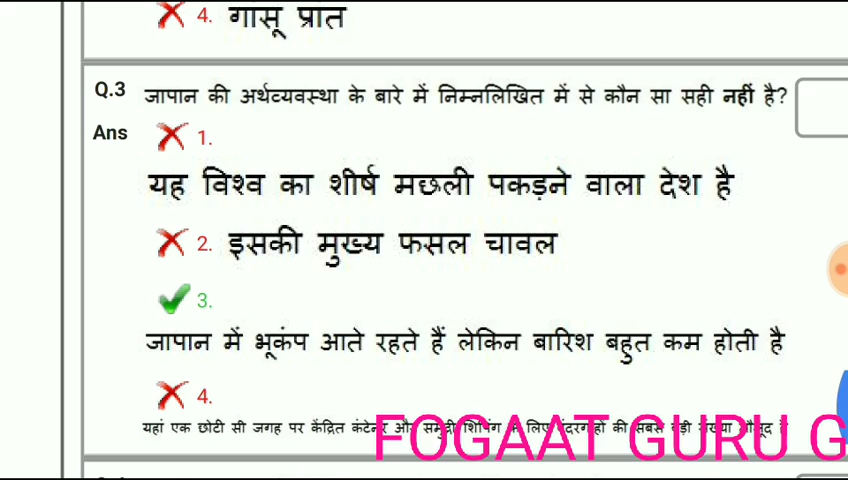 4. गासू प्रात
Q.3 जापान की अर्थव्यवस्था के बारे में निम्नलिखित में से कौन सा सही नहीं है?
Ans 1.
यह विश्व का शीर्ष मछली पकड़ने वाला देश है
2. इसकी मुख्य फसल चावल
3.
जापान में भूकंप आते रहते हैं लेकिन बारिश बहुत कम होती है
4.
यहां एक छोटी सी जगह पर केंद्रित कंटेनर और समुद्री शिपिंग के लिए बंदरगाहों की सबसे बड़ी संख्या मौजूद है
FOGAAT GURU G